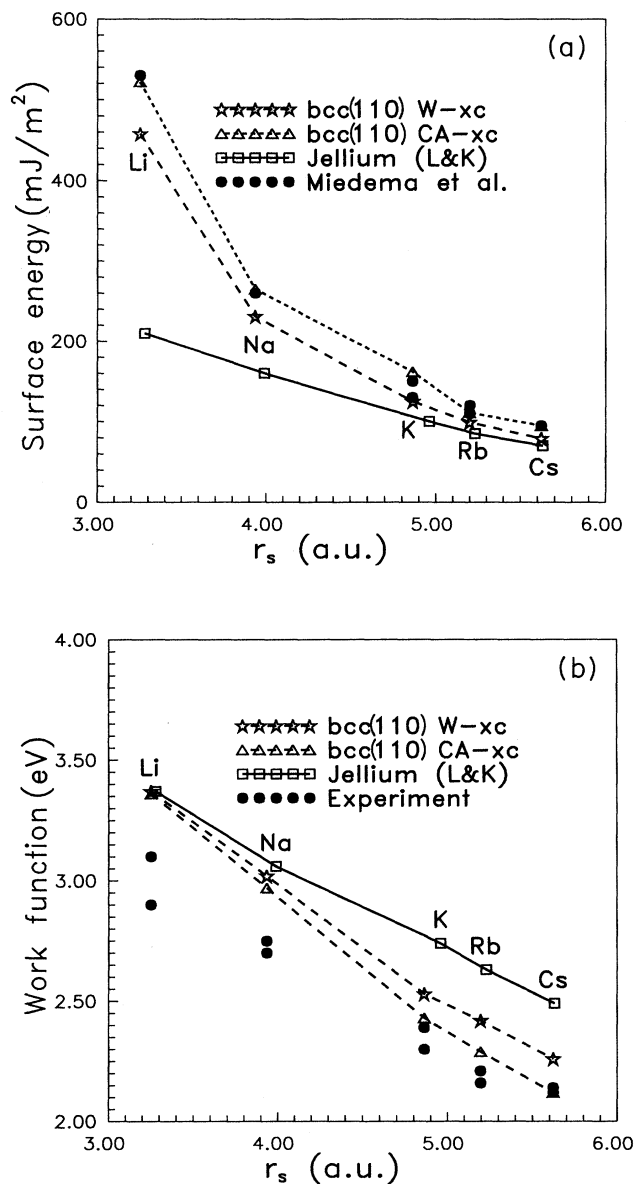 (a)
600
400
200
0
Surface energy (mJ/m²)
bcc(110) W-xc
bcc(110) CA-xc
Jellium (L&K)
Miedema et al.
Li
Na
K
Rb
Cs
3.00 4.00 5.00 6.00
r_s (a.u.)
(b)
4.00
3.50
3.00
2.50
2.00
Work function (eV)
bcc(110) W-xc
bcc(110) CA-xc
Jellium (L&K)
Experiment
Li
Na
K
Rb
Cs
3.00 4.00 5.00 6.00
r_s (a.u.)